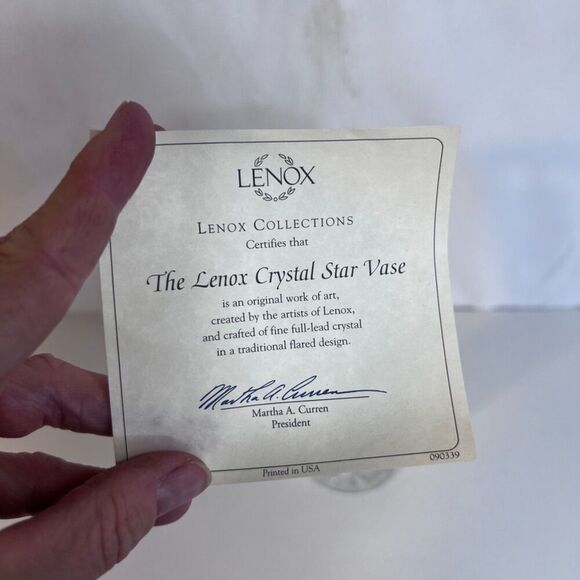 LENOX
LENOX COLLECTIONS
Certifies that
The Lenox Crystal Star Vase
is an original work of art,
created by the artists of Lenox,
and crafted of fine full-lead crystal
in a traditional flared design.
Martha A. Curren
Martha A. Curren
President
090339
Printed in USA